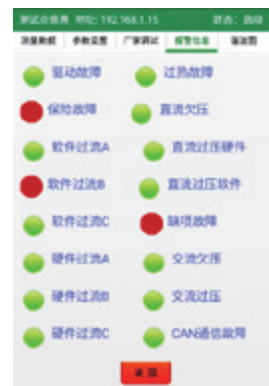 测试点信息 地址: 192.168.1.15 状态: 启动
测量数据 参数设置 厂家调试 报警信息 谐波图
驱动故障 过热故障
保险故障 直流欠压
软件过流A 直流过压硬件
软件过流B 直流过压软件
软件过流C 缺项故障
硬件过流A 交流欠压
硬件过流B 交流过压
硬件过流C CAN通信故障
返回